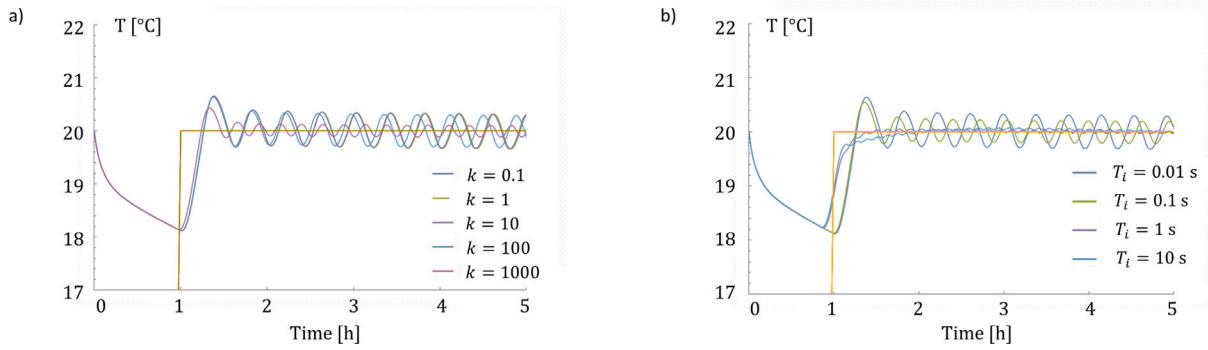 a)
T [°C]
22
21
20
19
18
17
0
1
2
3
4
5
Time [h]
k = 0.1
k = 1
k = 10
k = 100
k = 1000
b)
T [°C]
22
21
20
19
18
17
0
1
2
3
4
5
Time [h]
T_i = 0.01 s
T_i = 0.1 s
T_i = 1 s
T_i = 10 s